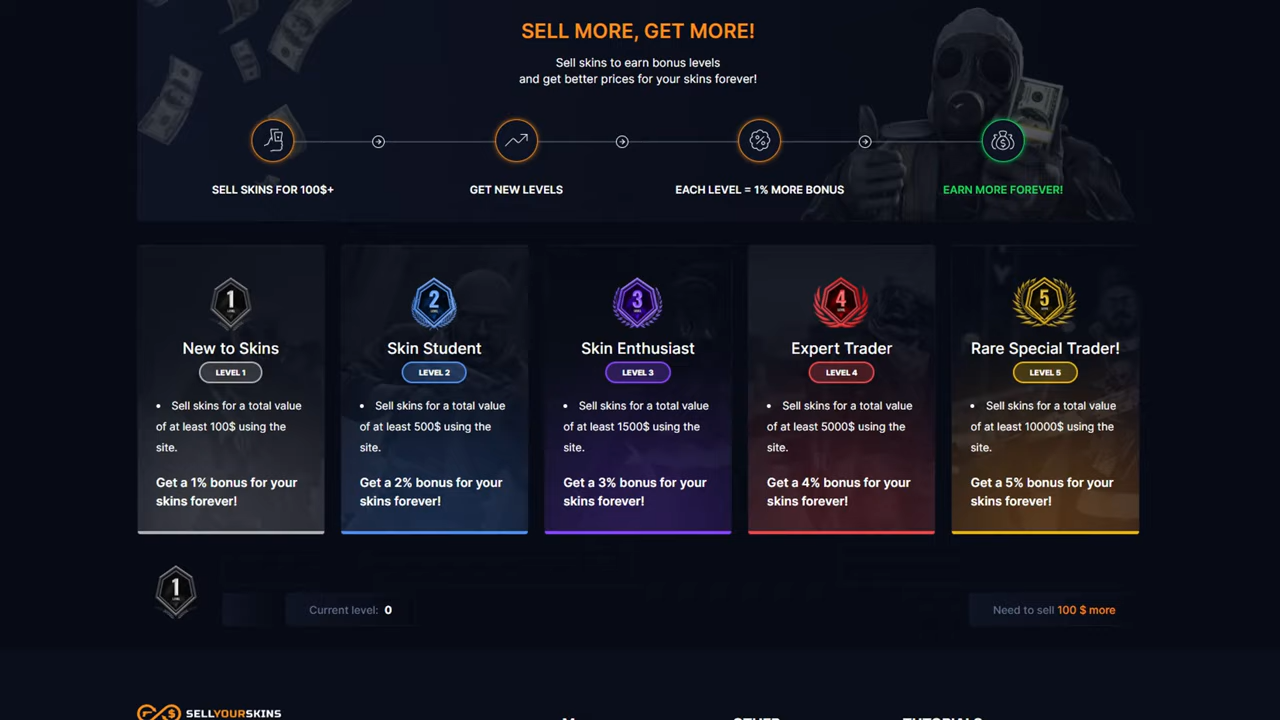 SELL MORE, GET MORE!
Sell skins to earn bonus levels
and get better prices for your skins forever!
SELL SKINS FOR 100$+
GET NEW LEVELS
EACH LEVEL = 1% MORE BONUS
EARN MORE FOREVER!
1
New to Skins
LEVEL 1
• Sell skins for a total value
of at least 100$ using the
site.
Get a 1% bonus for your
skins forever!
2
Skin Student
LEVEL 2
• Sell skins for a total value
of at least 500$ using the
site.
Get a 2% bonus for your
skins forever!
3
Skin Enthusiast
LEVEL 3
• Sell skins for a total value
of at least 1500$ using the
site.
Get a 3% bonus for your
skins forever!
4
Expert Trader
LEVEL 4
• Sell skins for a total value
of at least 5000$ using the
site.
Get a 4% bonus for your
skins forever!
5
Rare Special Trader!
LEVEL 5
• Sell skins for a total value
of at least 10000$ using the
site.
Get a 5% bonus for your
skins forever!
1
Current level: 0
Need to sell 100 $ more
SELLYOURSKINS
OTHER
TUTORIALS